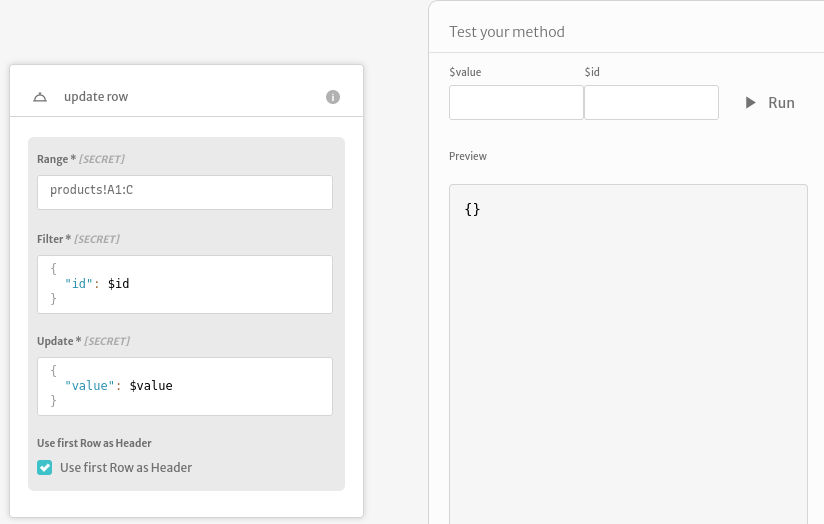 update row
Range * [SECRET]
products!A1:C
Filter * [SECRET]
{
"id": $id
}
Update * [SECRET]
{
"value": $value
}
Use first Row as Header
Use first Row as Header
Test your method
$value $id
Run
Preview
{}